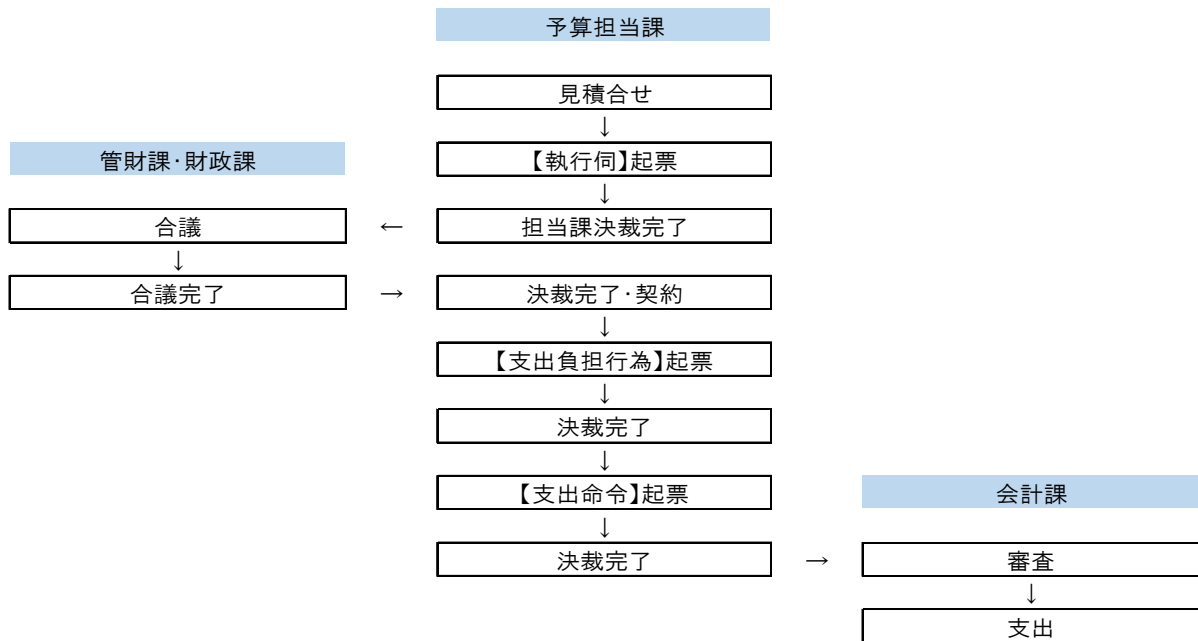 予算担当課
見積合せ
↓
管財課・財政課
【執行伺】起票
↓
合議 ← 担当課決裁完了
↓
合議完了 → 決裁完了・契約
↓
【支出負担行為】起票
↓
決裁完了
↓
【支出命令】起票
会計課
↓
決裁完了 → 審査
↓
支出